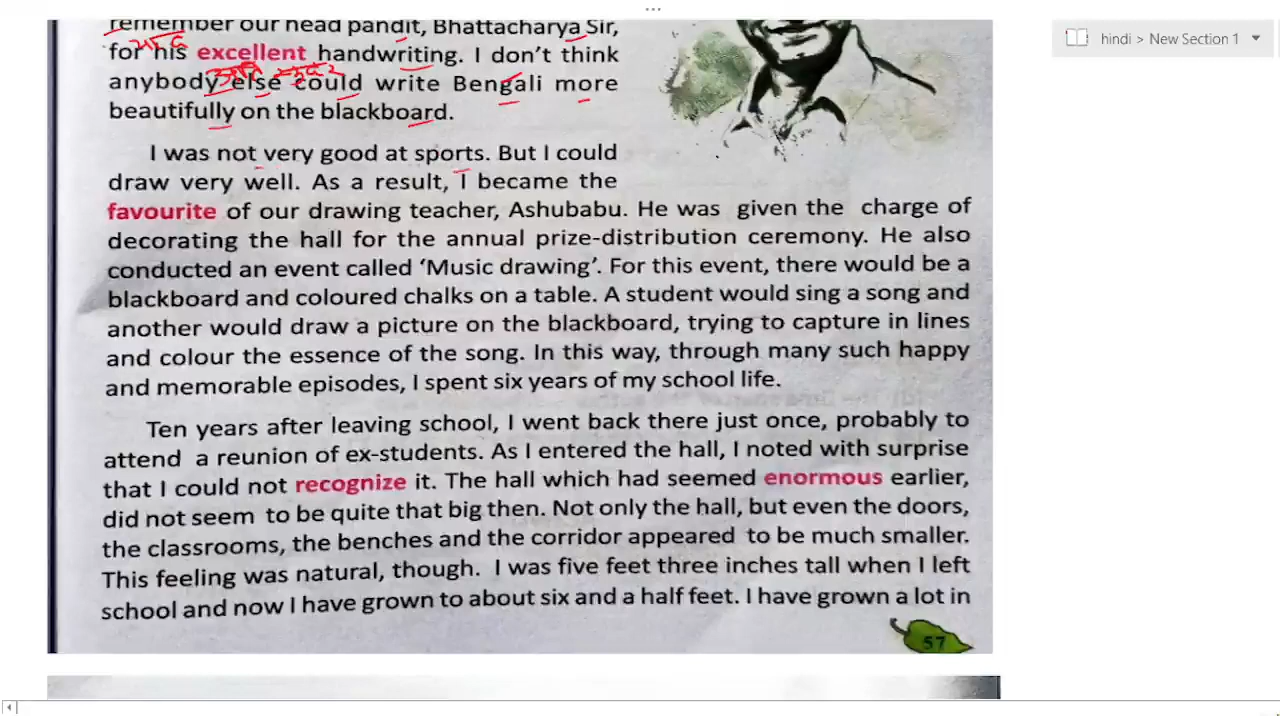 remember our head pandit, Bhattacharya Sir,
for his excellent handwriting. I don't think
anybody else could write Bengali more
beautifully on the blackboard.
I was not very good at sports. But I could
draw very well. As a result, I became the
favourite of our drawing teacher, Ashubabu. He was given the charge of
decorating the hall for the annual prize-distribution ceremony. He also
conducted an event called ‘Music drawing’. For this event, there would be a
blackboard and coloured chalks on a table. A student would sing a song and
another would draw a picture on the blackboard, trying to capture in lines
and colour the essence of the song. In this way, through many such happy
and memorable episodes, I spent six years of my school life.
Ten years after leaving school, I went back there just once, probably to
attend a reunion of ex-students. As I entered the hall, I noted with surprise
that I could not recognize it. The hall which had seemed enormous earlier,
did not seem to be quite that big then. Not only the hall, but even the doors,
the classrooms, the benches and the corridor appeared to be much smaller.
This feeling was natural, though. I was five feet three inches tall when I left
school and now I have grown to about six and a half feet. I have grown a lot in
57
hindi > New Section 1